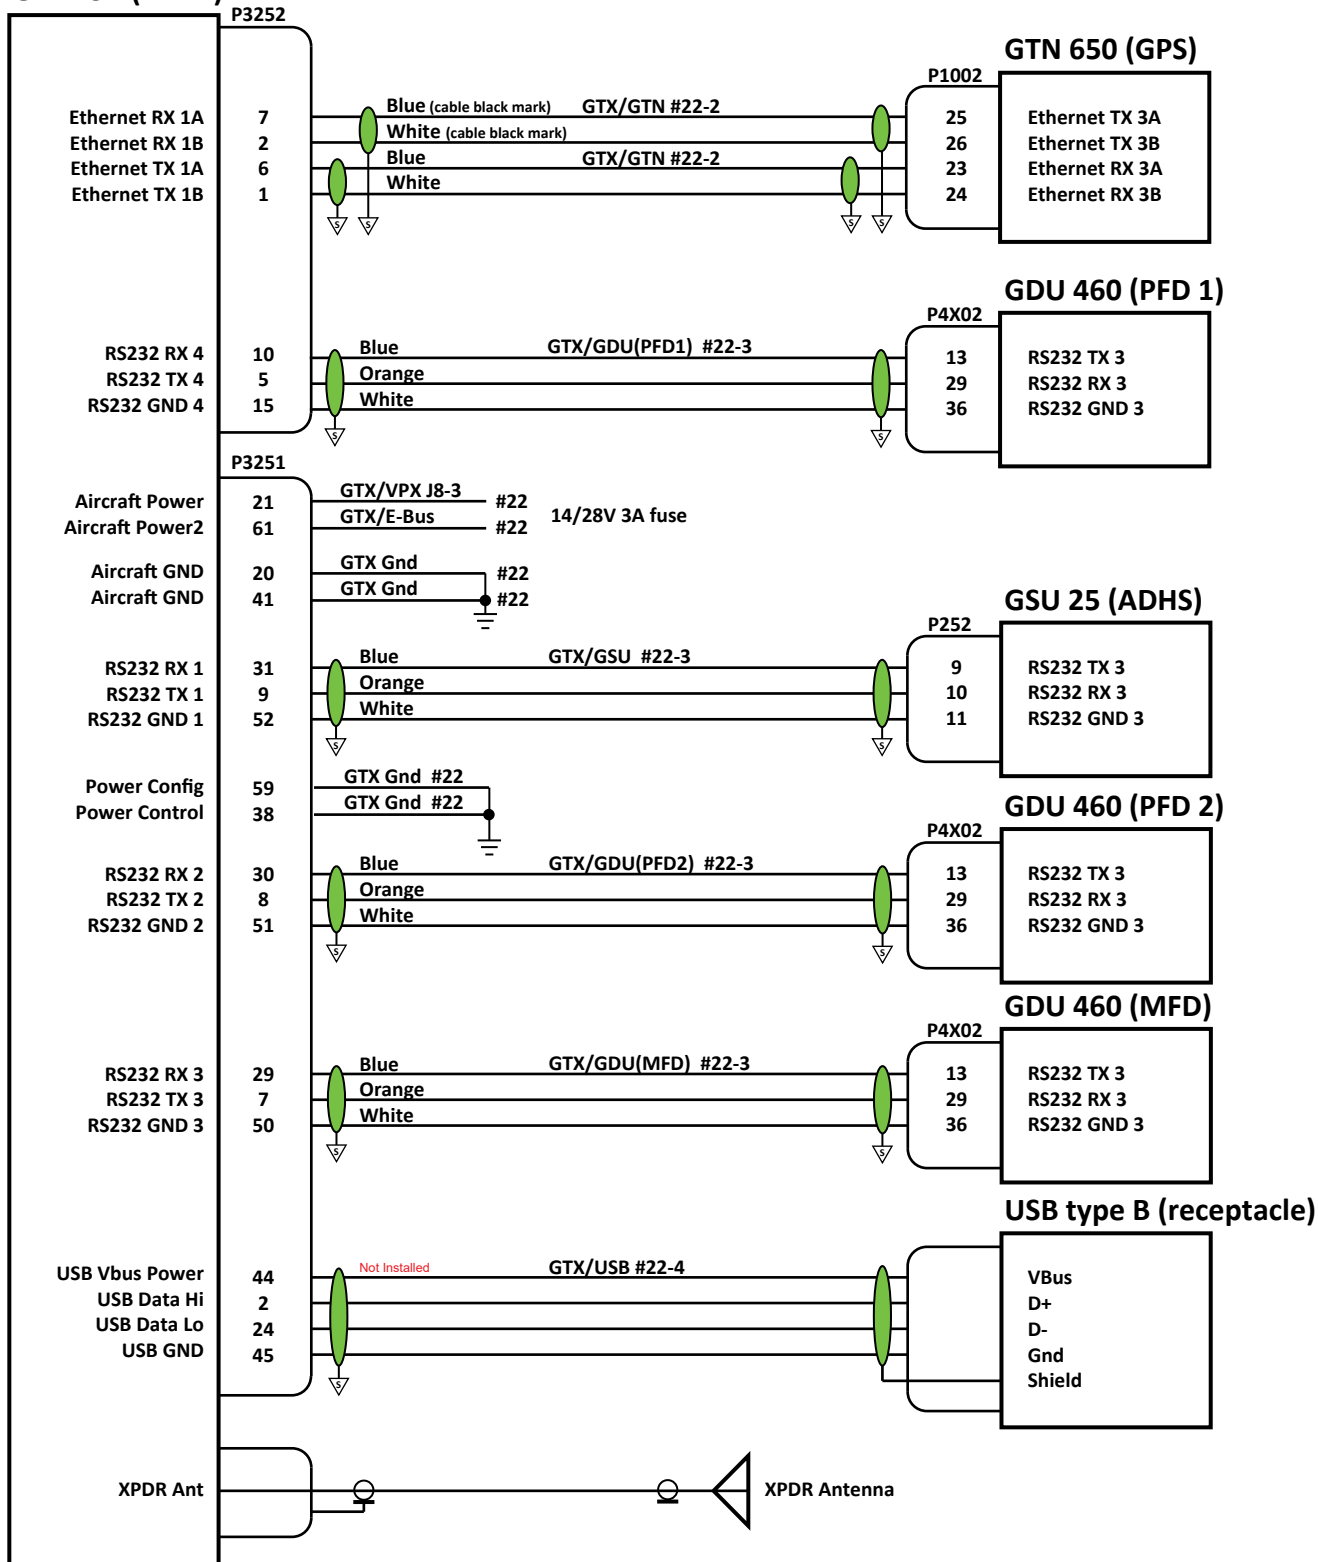 P3252
GTN 650 (GPS)
P1002
Ethernet RX 1A 7 Blue (cable black mark) GTX/GTN #22-2 25 Ethernet TX 3A
Ethernet RX 1B 2 White (cable black mark) 26 Ethernet TX 3B
Ethernet TX 1A 6 Blue GTX/GTN #22-2 23 Ethernet RX 3A
Ethernet TX 1B 1 White 24 Ethernet RX 3B
S S S S
GDU 460 (PFD 1)
P4X02
RS232 RX 4 10 Blue GTX/GDU(PFD1) #22-3 13 RS232 TX 3
RS232 TX 4 5 Orange 29 RS232 RX 3
RS232 GND 4 15 White 36 RS232 GND 3
S S
P3251
Aircraft Power 21 GTX/VPX J8-3 #22
Aircraft Power2 61 GTX/E-Bus #22
14/28V 3A fuse
Aircraft GND 20 GTX Gnd #22
Aircraft GND 41 GTX Gnd #22
GSU 25 (ADHS)
P252
RS232 RX 1 31 Blue GTX/GSU #22-3 9 RS232 TX 3
RS232 TX 1 9 Orange 10 RS232 RX 3
RS232 GND 1 52 White 11 RS232 GND 3
S S
Power Config 59 GTX Gnd #22
Power Control 38 GTX Gnd #22
GDU 460 (PFD 2)
P4X02
RS232 RX 2 30 Blue GTX/GDU(PFD2) #22-3 13 RS232 TX 3
RS232 TX 2 8 Orange 29 RS232 RX 3
RS232 GND 2 51 White 36 RS232 GND 3
S S
GDU 460 (MFD)
P4X02
RS232 RX 3 29 Blue GTX/GDU(MFD) #22-3 13 RS232 TX 3
RS232 TX 3 7 Orange 29 RS232 RX 3
RS232 GND 3 50 White 36 RS232 GND 3
S S
USB type B (receptacle)
USB Vbus Power 44 Not Installed GTX/USB #22-4 VBus
USB Data Hi 2 D+
USB Data Lo 24 D-
USB GND 45 Gnd
Shield
S
XPDR Ant XPDR Antenna